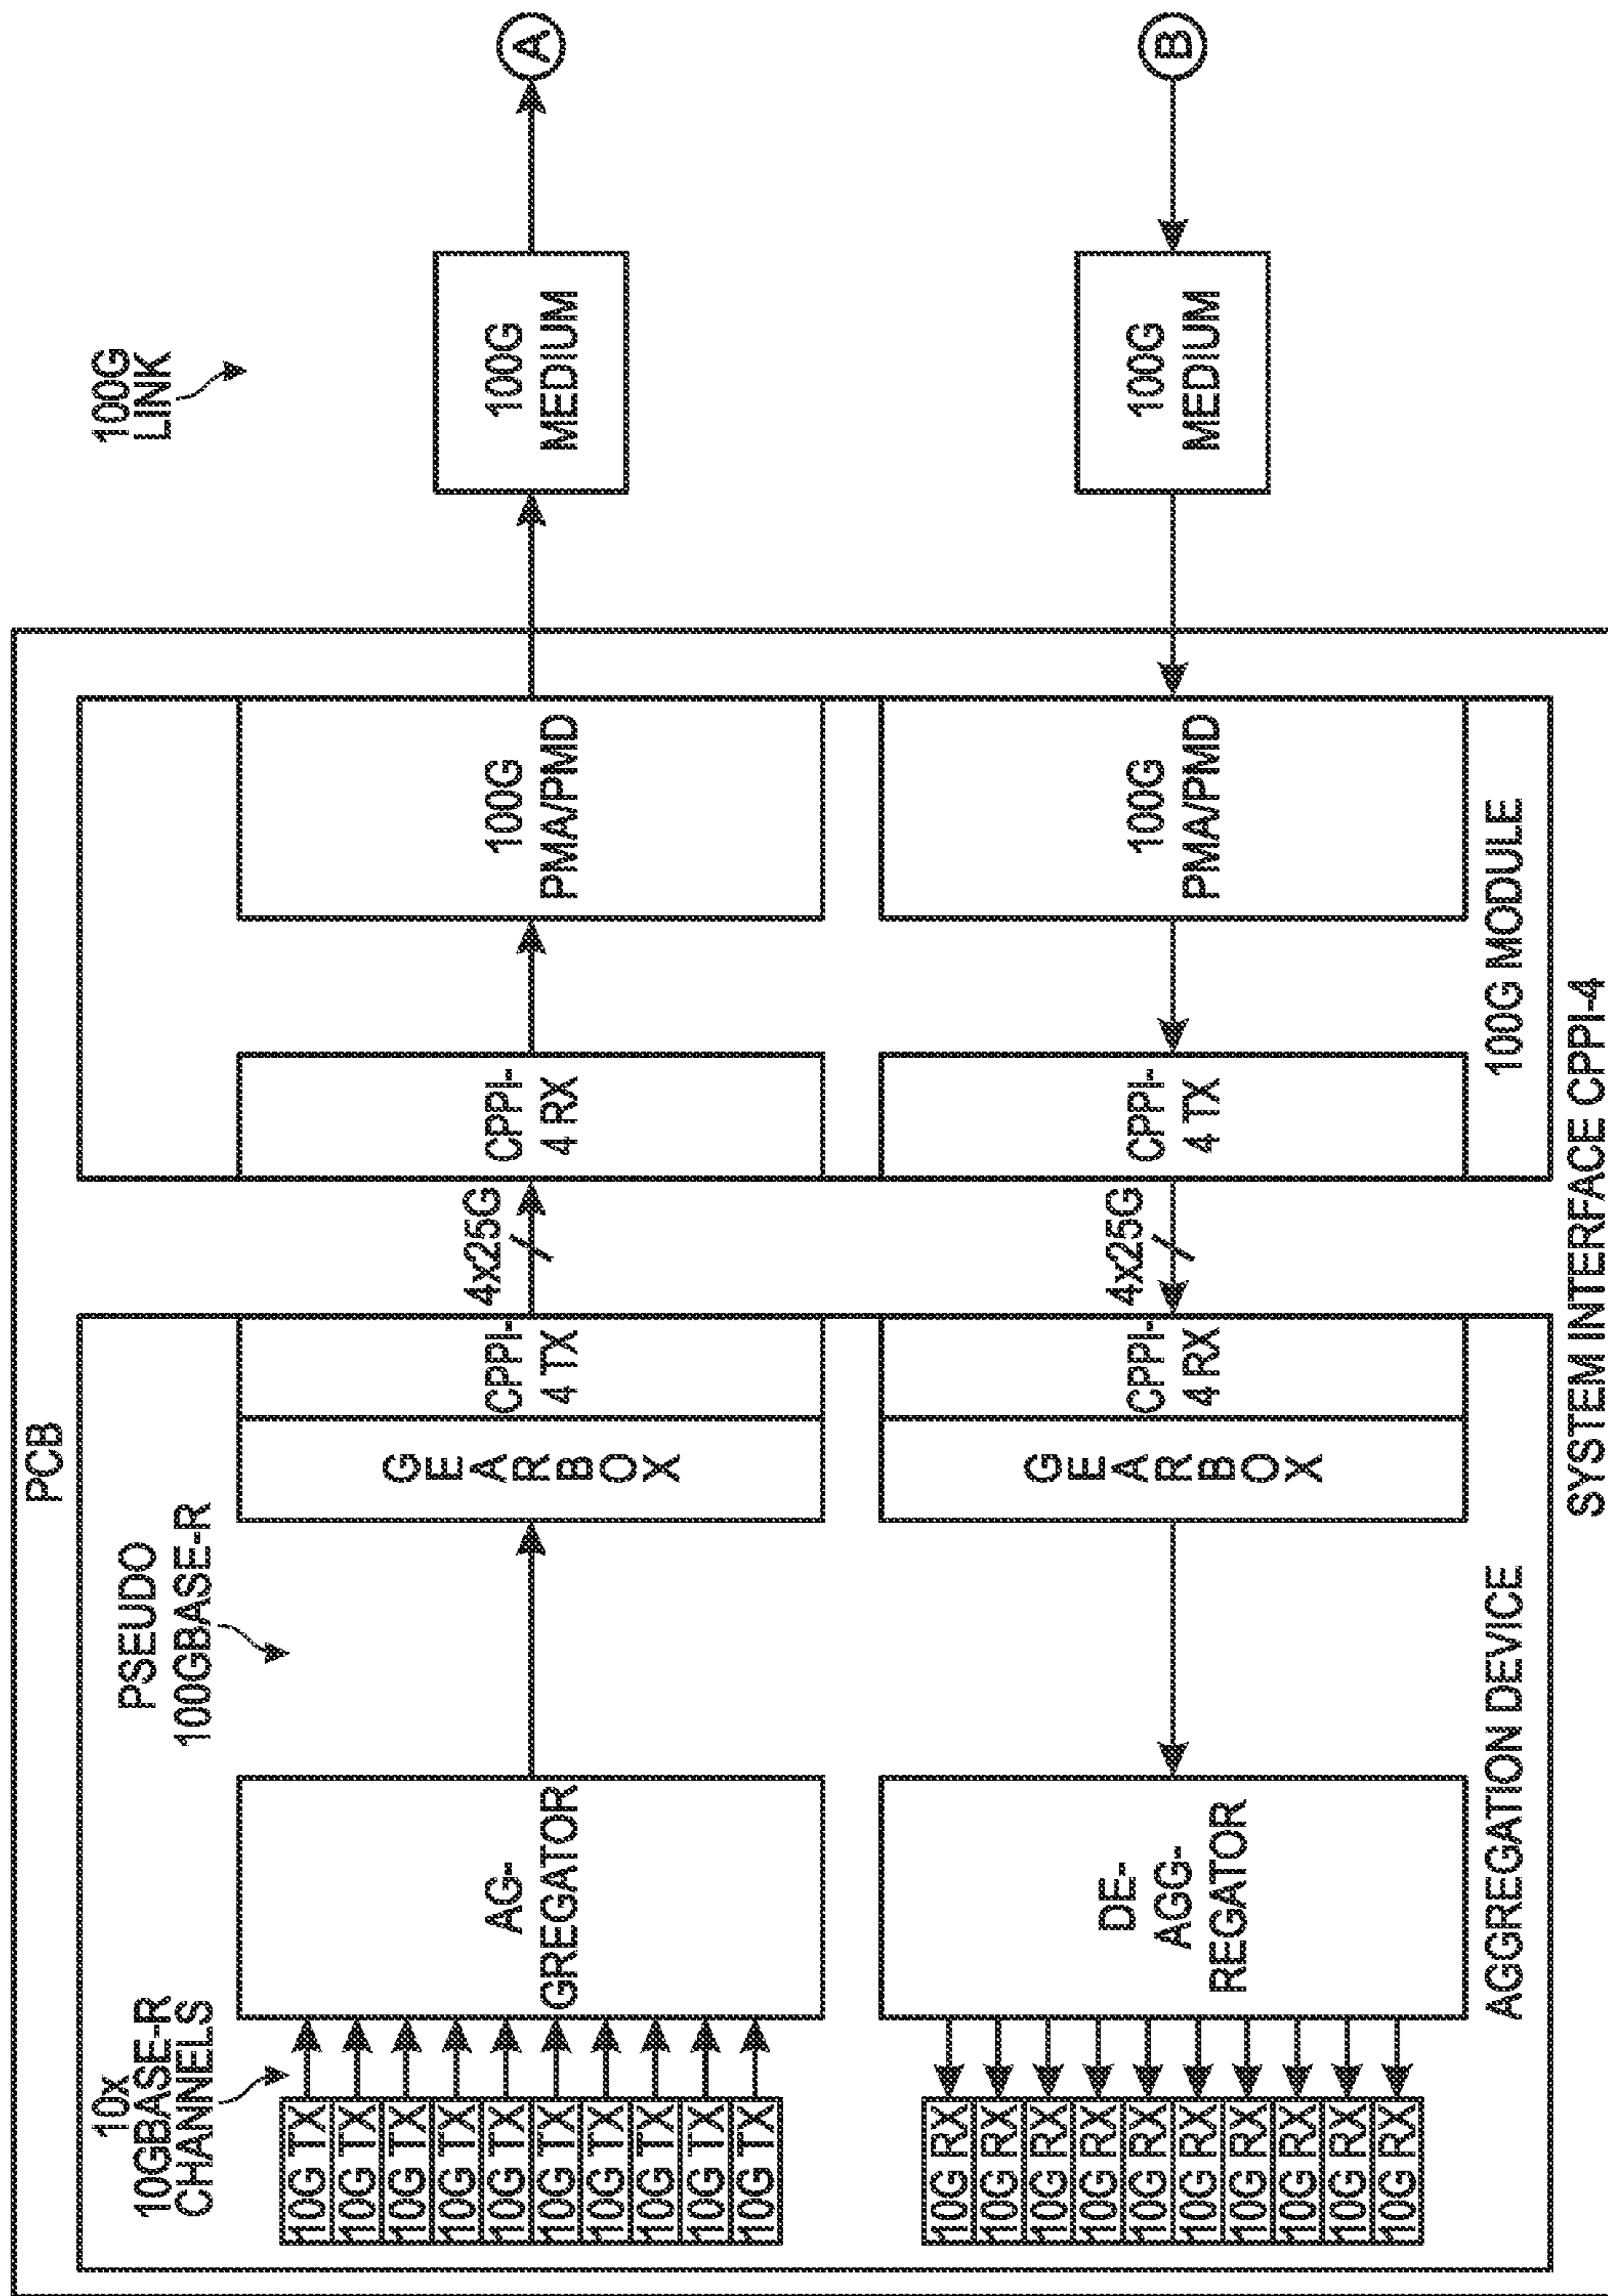 PCB
10x
10GBASE-R
CHANNELS
PSEUDO
100GBASE-R
100G
LINK
10G TX
10G TX
10G TX
10G TX
10G TX
10G TX
10G TX
10G TX
10G TX
10G TX
AG-
GREGATOR
GEARBOX
CPPI-
4 TX
4x25G
CPPI-
4 RX
100G
PMA/PMD
100G
MEDIUM
A
10G RX
10G RX
10G RX
10G RX
10G RX
10G RX
10G RX
10G RX
10G RX
10G RX
DE-
AGG-
REGATOR
GEARBOX
CPPI-
4 RX
4x25G
CPPI-
4 TX
100G
PMA/PMD
100G
MEDIUM
B
AGGREGATION DEVICE
100G MODULE
SYSTEM INTERFACE CPPI-4